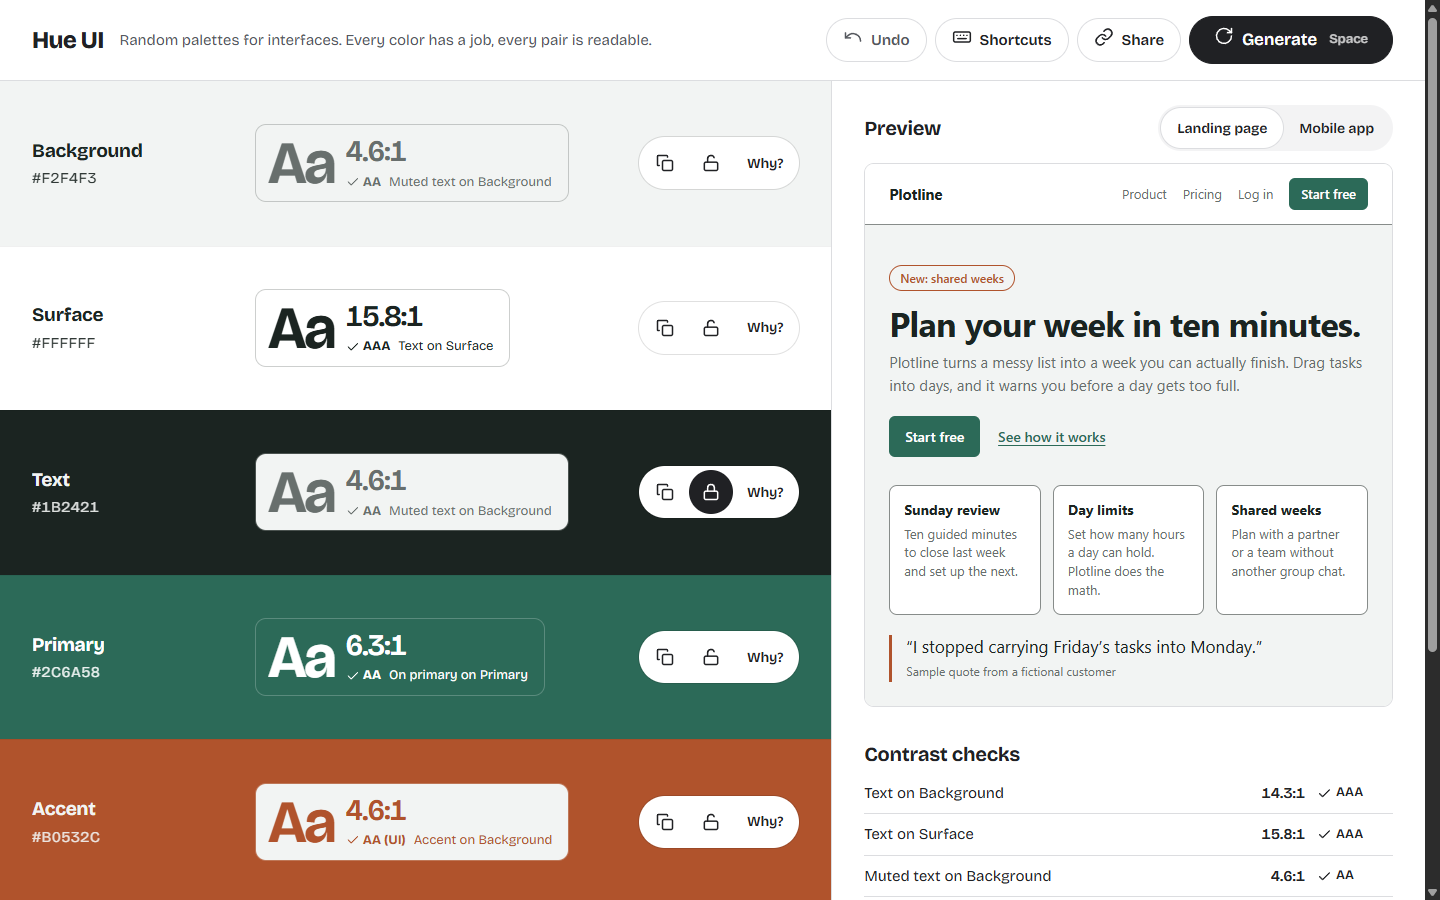 Hue UI
Random palettes for interfaces. Every color has a job, every pair is readable.
Undo
Shortcuts
Share
Generate Space
Background
#F2F4F3
Aa
4.6:1
AA Muted text on Background
Why?
Surface
#FFFFFF
Aa
15.8:1
AAA Text on Surface
Why?
Text
#1B2421
Aa
4.6:1
AA Muted text on Background
Why?
Primary
#2C6A58
Aa
6.3:1
AA On primary on Primary
Why?
Accent
#B0532C
Aa
4.6:1
AA (UI) Accent on Background
Why?
Preview
Landing page
Mobile app
Plotline
Product
Pricing
Log in
Start free
New: shared weeks
Plan your week in ten minutes.
Plotline turns a messy list into a week you can actually finish. Drag tasks
into days, and it warns you before a day gets too full.
Start free
See how it works
Sunday review
Ten guided minutes
to close last week
and set up the next.
Day limits
Set how many hours
a day can hold.
Plotline does the
math.
Shared weeks
Plan with a partner
or a team without
another group chat.
“I stopped carrying Friday’s tasks into Monday.”
Sample quote from a fictional customer
Contrast checks
Text on Background 14.3:1 AAA
Text on Surface 15.8:1 AAA
Muted text on Background 4.6:1 AA